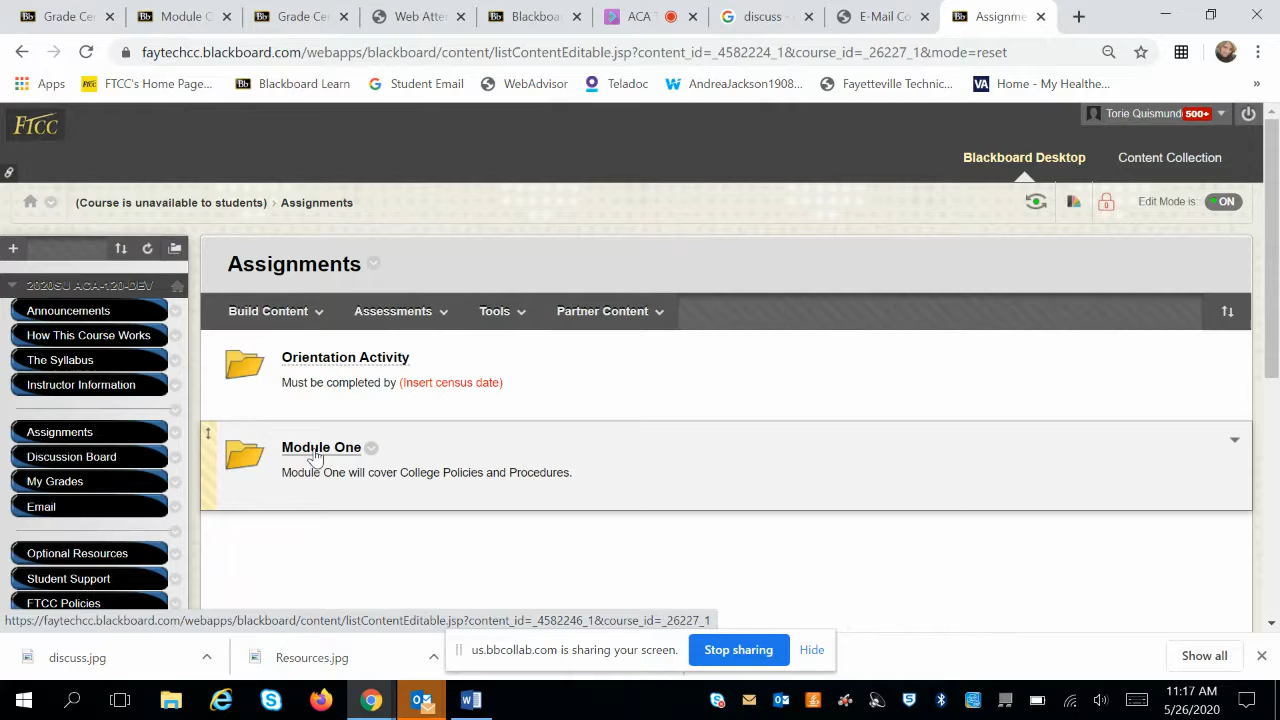 Grade Cer
Module C
Grade Cer
Web Atter
Blackboar
ACA
discuss -
E-Mail Co
Assignme
faytechcc.blackboard.com/webapps/blackboard/content/listContentEditable.jsp?content_id=_4582224_1&course_id=_26227_1&mode=reset
Apps
FTCC's Home Page...
Blackboard Learn
Student Email
WebAdvisor
Teladoc
AndreaJackson1908...
Fayetteville Technic...
Home - My Healthe...
»
FTCC
Torie Quismund 500+
Blackboard Desktop
Content Collection
(Course is unavailable to students) > Assignments
Edit Mode is: ON
2020SU ACA-120-DEV
Announcements
How This Course Works
The Syllabus
Instructor Information
Assignments
Discussion Board
My Grades
Email
Optional Resources
Student Support
FTCC Policies
Assignments
Build Content
Assessments
Tools
Partner Content
Orientation Activity
Must be completed by (Insert census date)
Module One
Module One will cover College Policies and Procedures.
https://faytechcc.blackboard.com/webapps/blackboard/content/listContentEditable.jsp?content_id=_4582246_1&course_id=_26227_1
discuss.jpg
Resources.jpg
us.bbcollab.com is sharing your screen.
Stop sharing
Hide
Show all
11:17 AM
5/26/2020